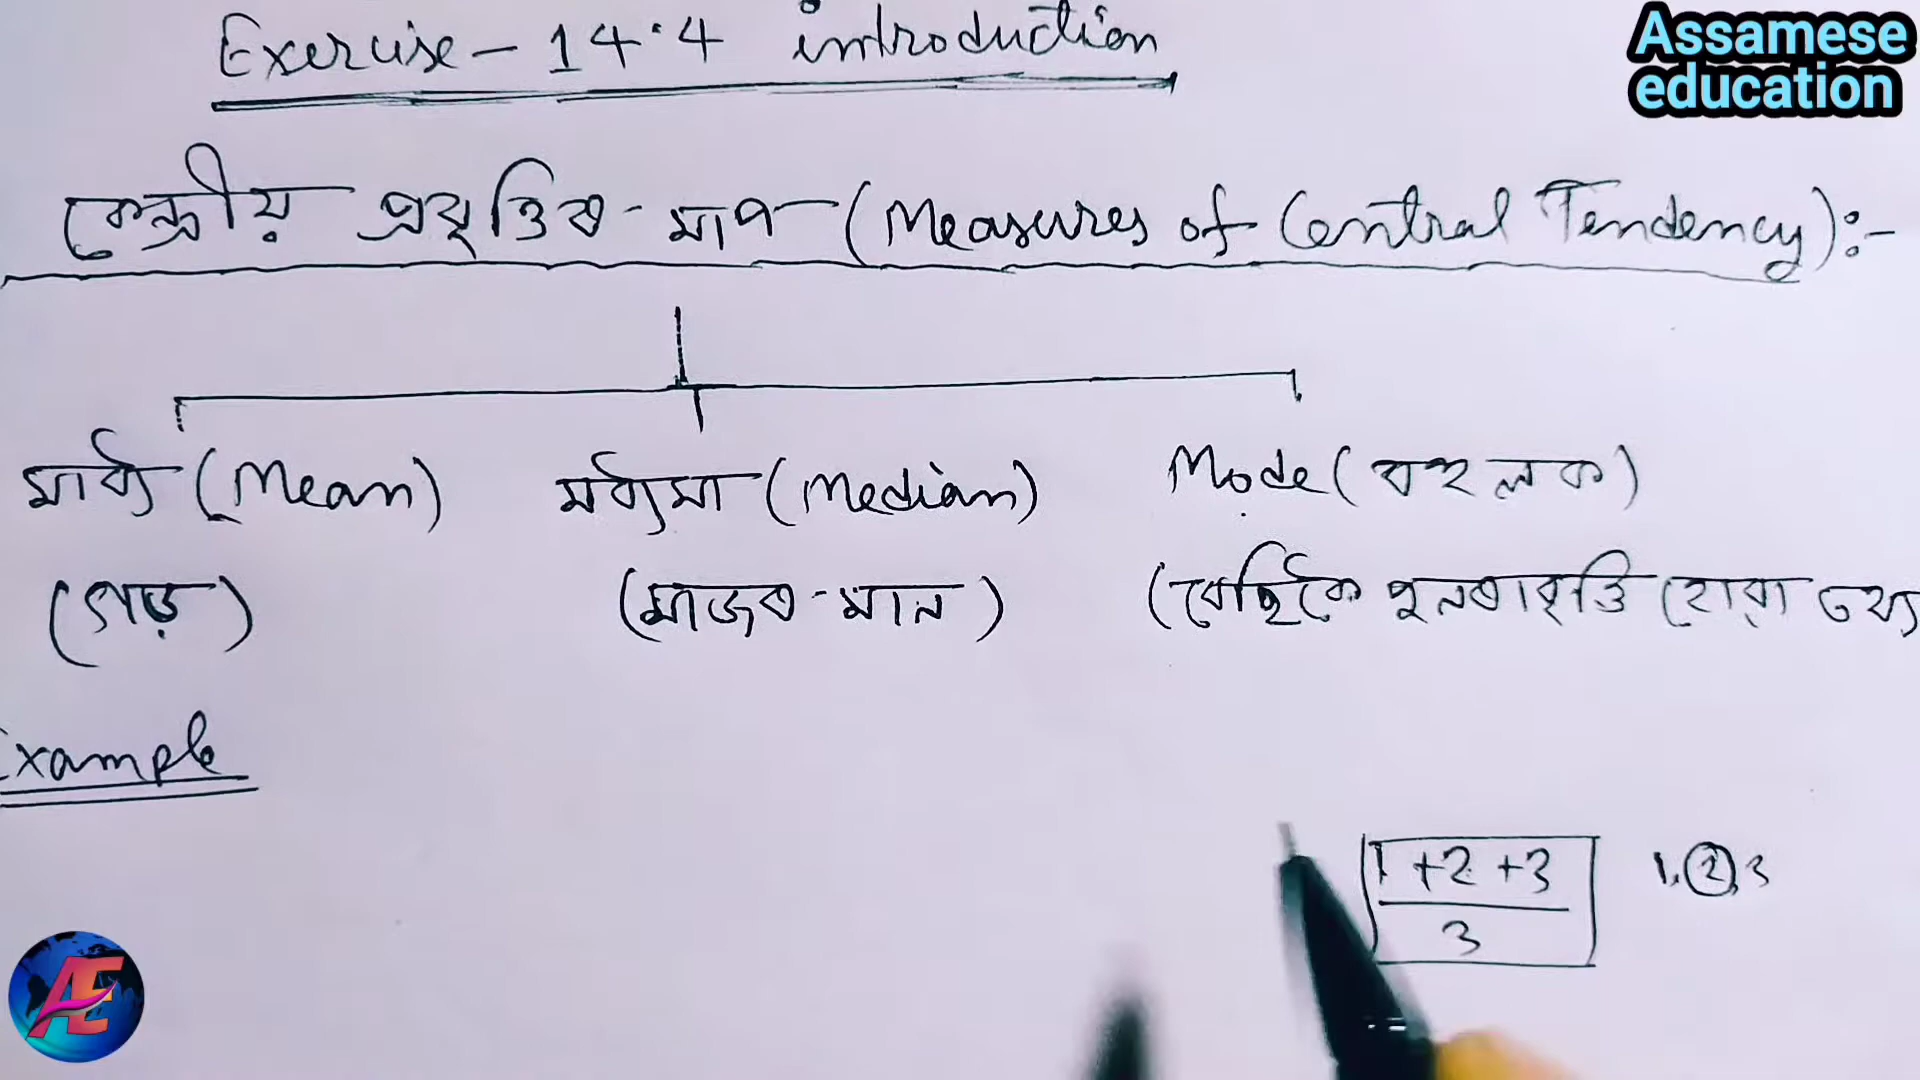 Exercise - 14.4 introduction
Assamese
education
কেন্দ্ৰীয় প্ৰবৃত্তিৰ মাপ (Measures of Central Tendency):-
মাধ্য (Mean) মধ্যমা (Median) Mode (বহুলক)
(গড়) (মাজৰ মান) (বেছিকৈ পুনৰাবৃত্তি হোৱা তথ্য
Example
1+2+3
3
1, 2, 3
AE